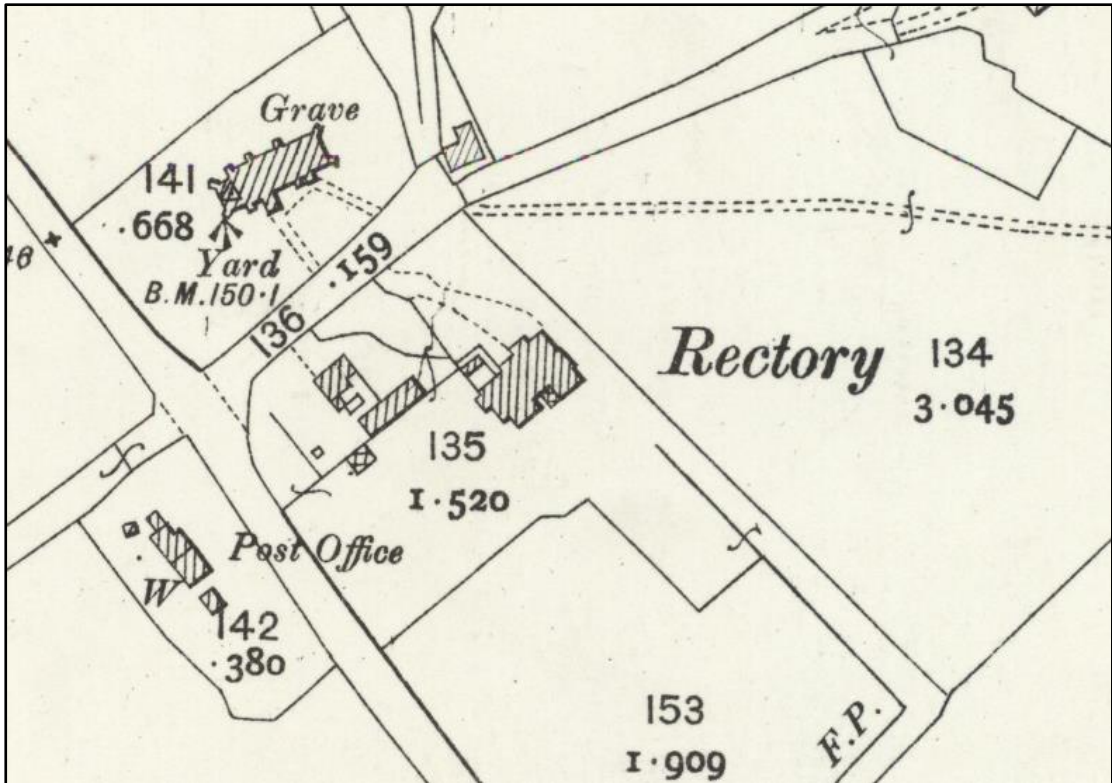 Grave
141
.668
Yard
B.M.150.1
136
.159
Rectory
134
3.045
135
1.520
Post Office
W
142
.380
153
1.909
F.P.